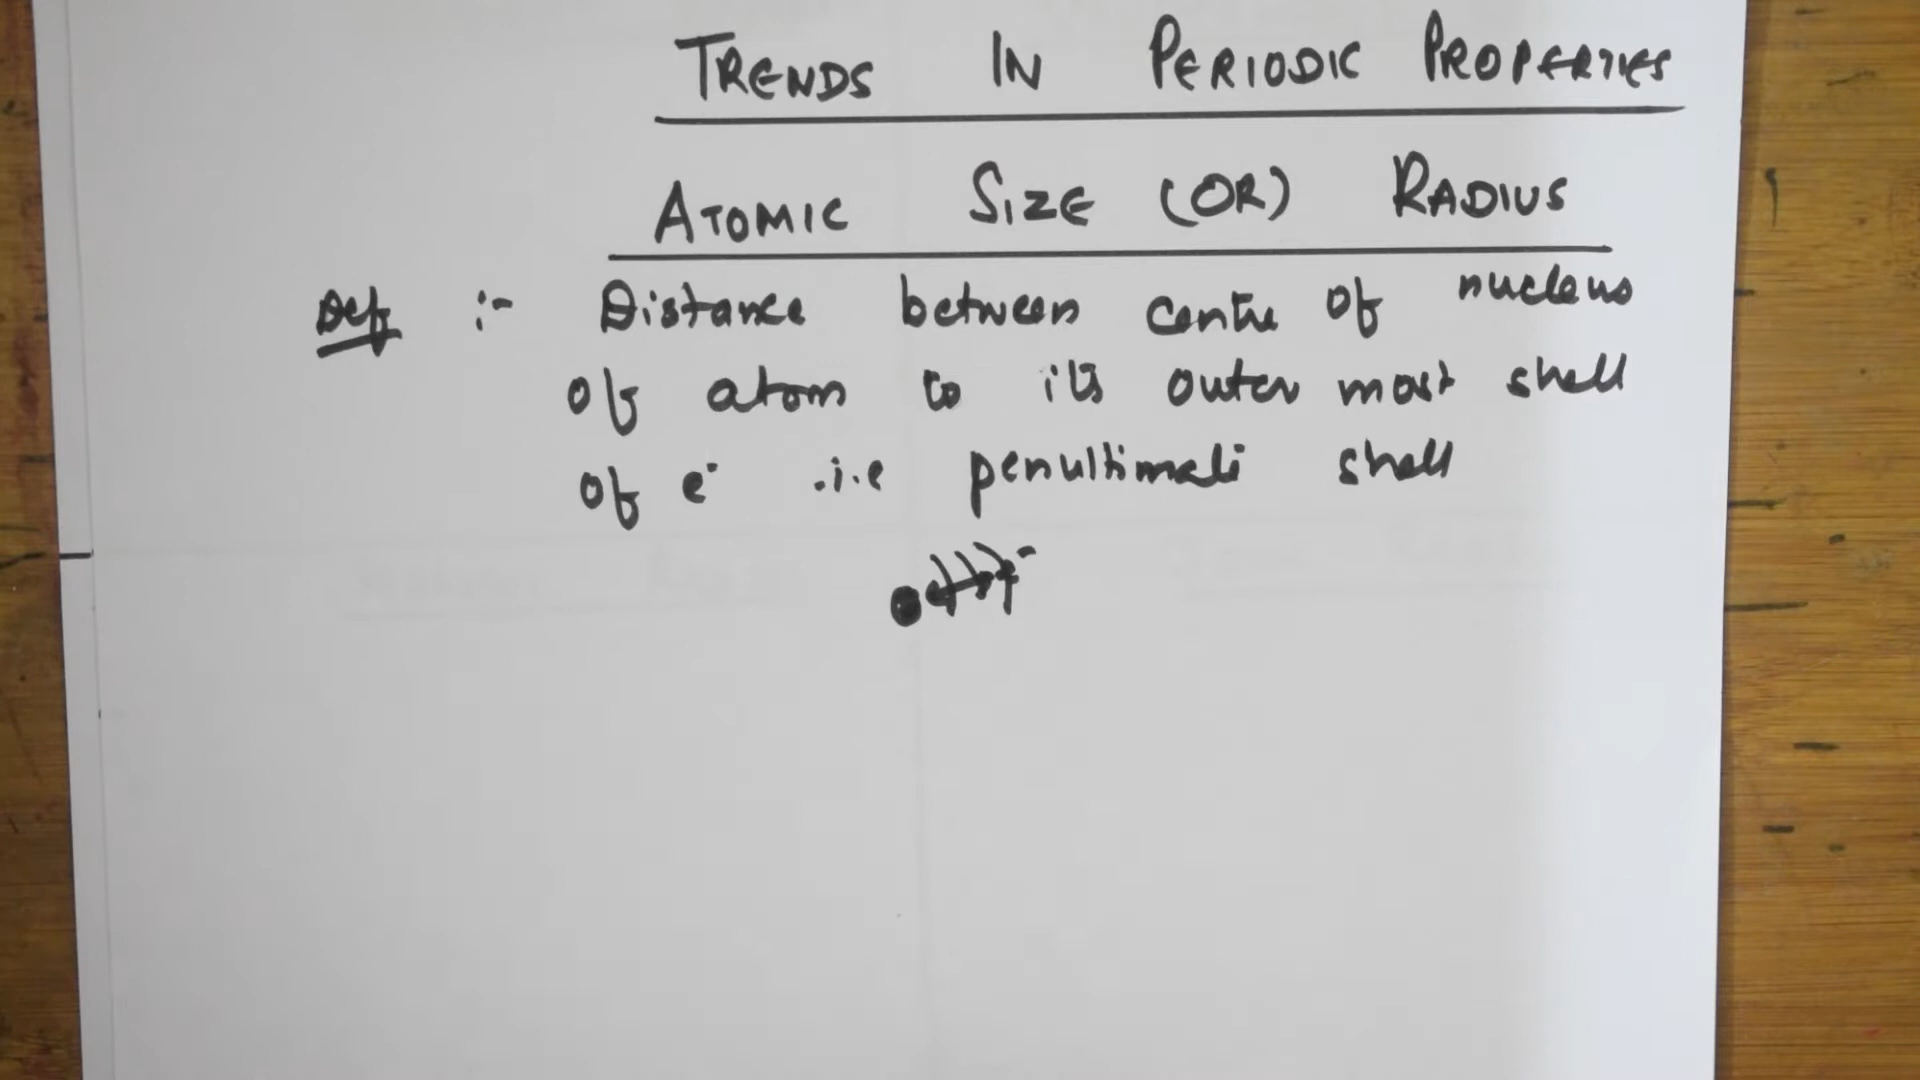 TRENDS IN PERIODIC PROPERTIES
ATOMIC SIZE (OR) RADIUS
Def :- Distance between centre of nucleus
of atom to its outer most shell
of e- .i.e penultimate shell